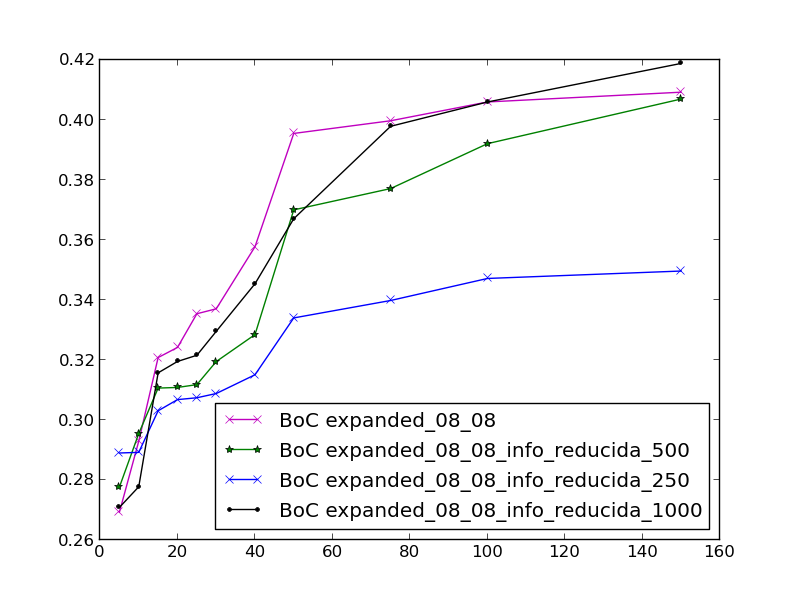 0.42
0.40
0.38
0.36
0.34
0.32
0.30
0.28
0.26
BoC expanded_08_08
BoC expanded_08_08_info_reducida_500
BoC expanded_08_08_info_reducida_250
BoC expanded_08_08_info_reducida_1000
0 20 40 60 80 100 120 140 160